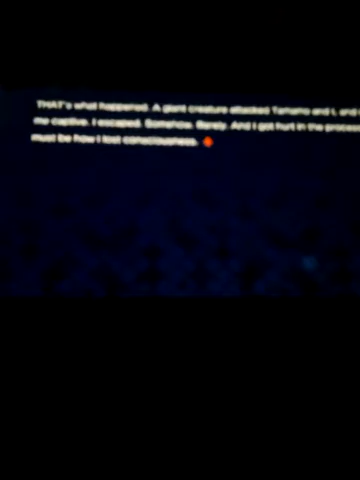 THAT's what happened. A giant creature attacked Tamamo and I, and
me captive. I escaped. Somehow. Barely. And I got hurt in the process
must be how I lost consciousness.